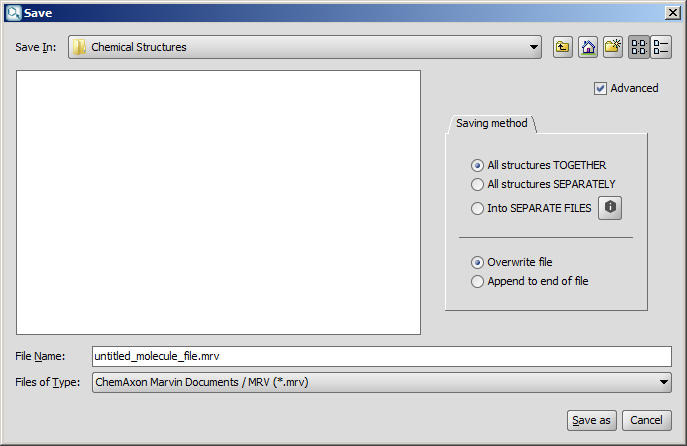 Save
Save In: Chemical Structures
Advanced
Saving method
All structures TOGETHER
All structures SEPARATELY
Into SEPARATE FILES
Overwrite file
Append to end of file
File Name: untitled_molecule_file.mrv
Files of Type: ChemAxon Marvin Documents / MRV (*.mrv)
Save as Cancel